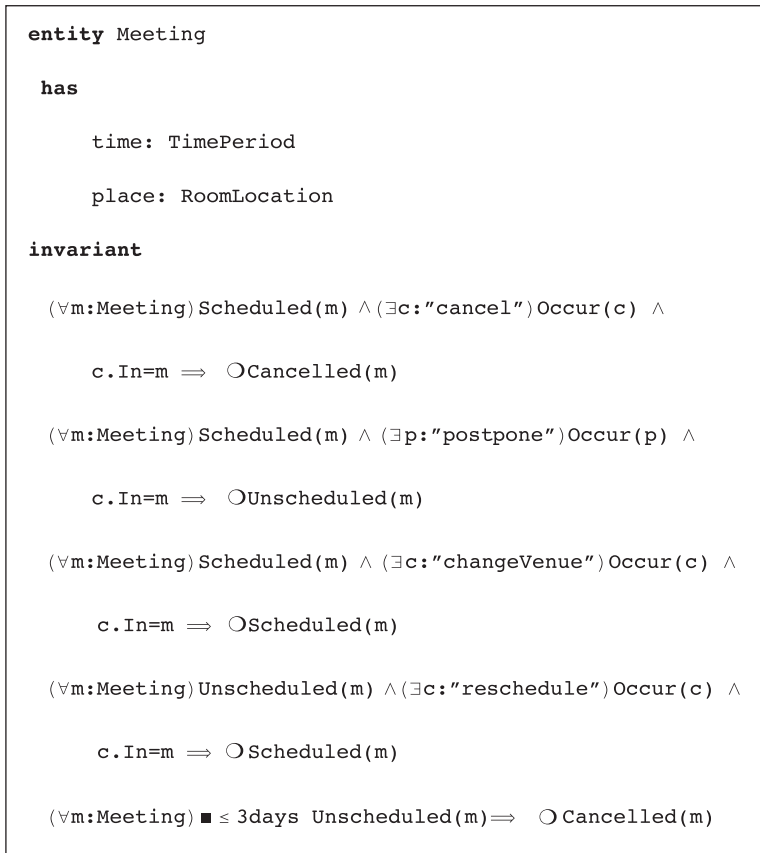 entity Meeting
has
time: TimePeriod
place: RoomLocation
invariant
(∀m:Meeting)Scheduled(m) ∧(∃c:”cancel”)Occur(c) ∧
c.In=m ⟹ ❍Cancelled(m)
(∀m:Meeting)Scheduled(m) ∧ (∃p:”postpone”)Occur(p) ∧
c.In=m ⟹ ❍Unscheduled(m)
(∀m:Meeting)Scheduled(m) ∧ (∃c:”changeVenue”)Occur(c) ∧
c.In=m ⟹ ❍Scheduled(m)
(∀m:Meeting)Unscheduled(m) ∧(∃c:”reschedule”)Occur(c) ∧
c.In=m ⟹ ❍Scheduled(m)
(∀m:Meeting)■ ≤ 3days Unscheduled(m)⟹ ❍Cancelled(m)